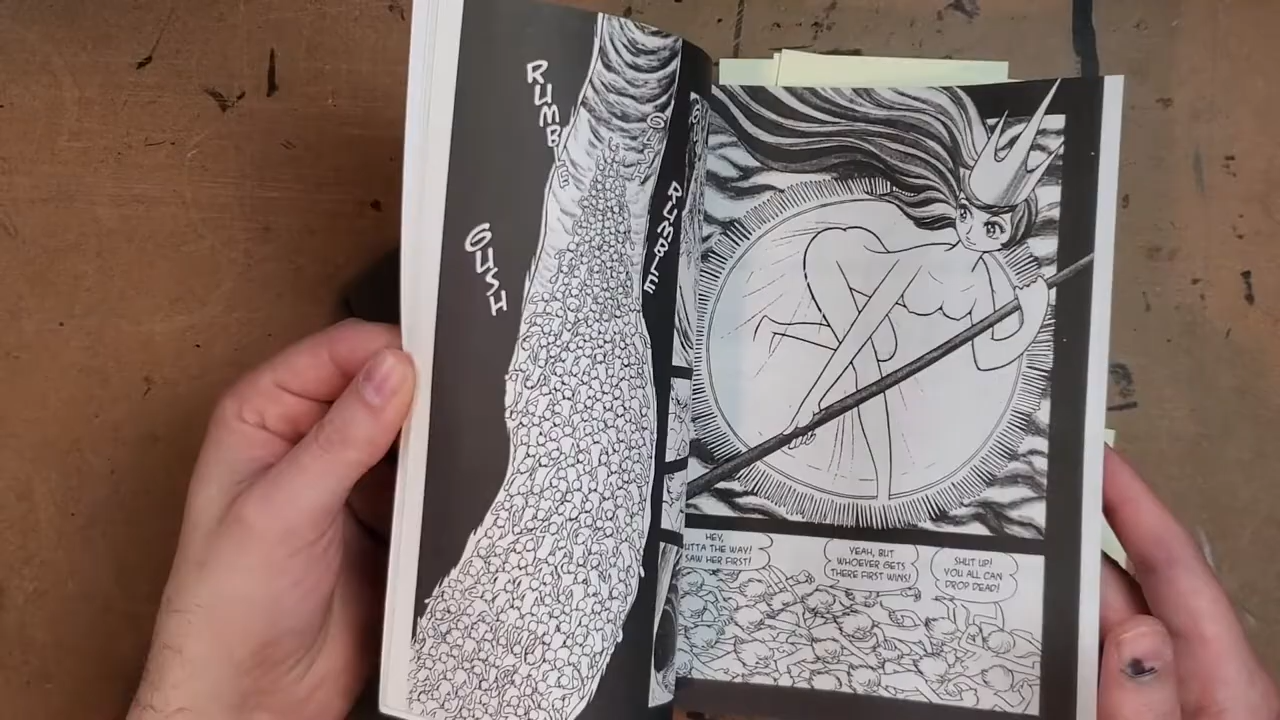 RUMBLE
GUSH
GUSH
RUMBLE
HEY,
UTTA THE WAY!
SAW HER FIRST!
YEAH, BUT
WHOEVER GETS
THERE FIRST WINS!
SHUT UP!
YOU ALL CAN
DROP DEAD!